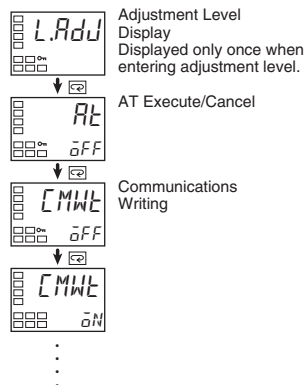 L.AdJ
Adjustment Level
Display
Displayed only once when
entering adjustment level.
At
AT Execute/Cancel
oFF
CMWt
Communications
Writing
oFF
CMWt
oN